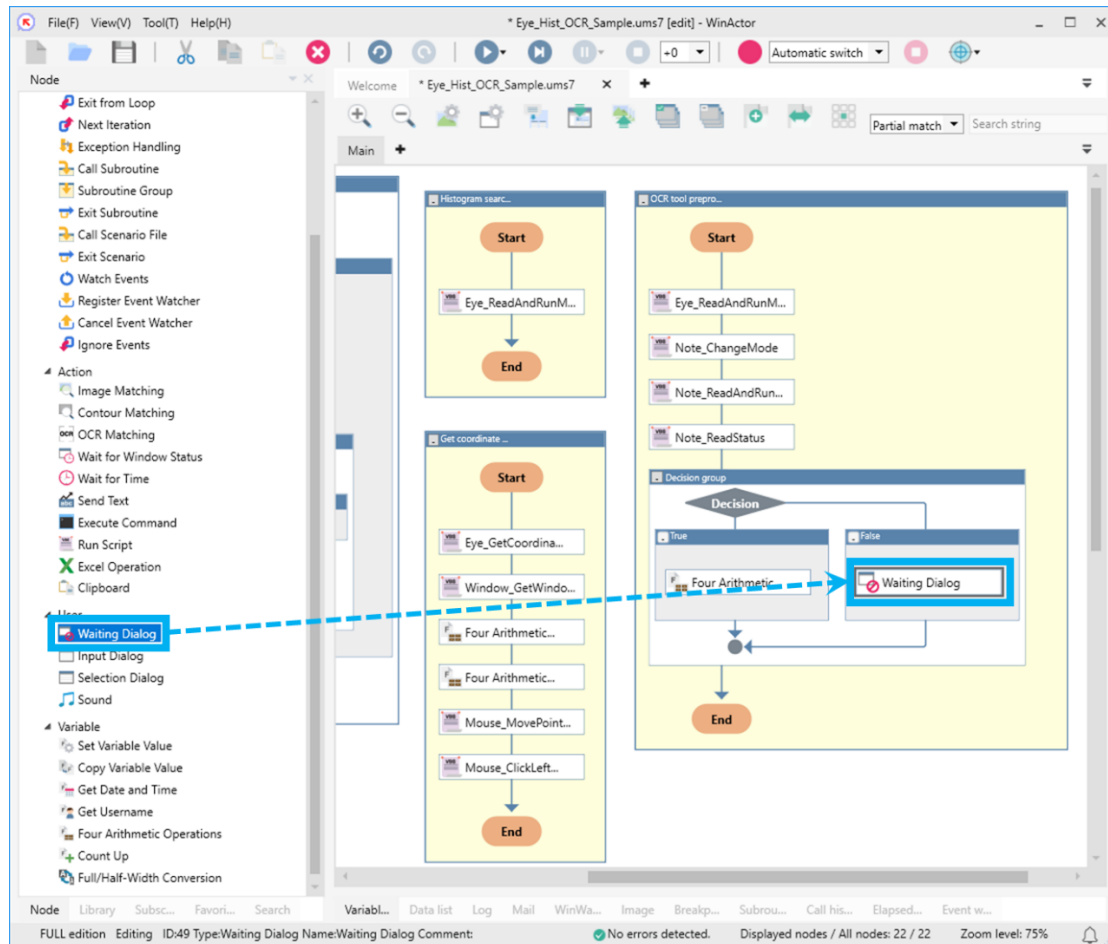 File(F) View(V) Tool(T) Help(H)
* Eye_Hist_OCR_Sample.ums7 [edit] - WinActor
+0
Automatic switch
Node
Exit from Loop
Next Iteration
Exception Handling
Call Subroutine
Subroutine Group
Exit Subroutine
Call Scenario File
Exit Scenario
Watch Events
Register Event Watcher
Cancel Event Watcher
Ignore Events
Action
Image Matching
Contour Matching
OCR Matching
Wait for Window Status
Wait for Time
Send Text
Execute Command
Run Script
Excel Operation
Clipboard
User
Waiting Dialog
Input Dialog
Selection Dialog
Sound
Variable
Set Variable Value
Copy Variable Value
Get Date and Time
Get Username
Four Arithmetic Operations
Count Up
Full/Half-Width Conversion
Node Library Subsc... Favori... Search
Welcome * Eye_Hist_OCR_Sample.ums7
Partial match Search string
Main
Histogram searc...
Start
Eye_ReadAndRunM...
End
Get coordinate ...
Start
Eye_GetCoordina...
Window_GetWindo...
Four Arithmetic...
Four Arithmetic...
Mouse_MovePoint...
Mouse_ClickLeft...
End
OCR tool prepro...
Start
Eye_ReadAndRunM...
Note_ChangeMode
Note_ReadAndRun...
Note_ReadStatus
Decision group
Decision
True
Four Arithmetic...
False
Waiting Dialog
End
Variabl... Data list Log Mail WinWa... Image Breakp... Subrou... Call his... Elapsed... Event w...
FULL edition Editing ID:49 Type:Waiting Dialog Name:Waiting Dialog Comment: No errors detected. Displayed nodes / All nodes: 22 / 22 Zoom level: 75%